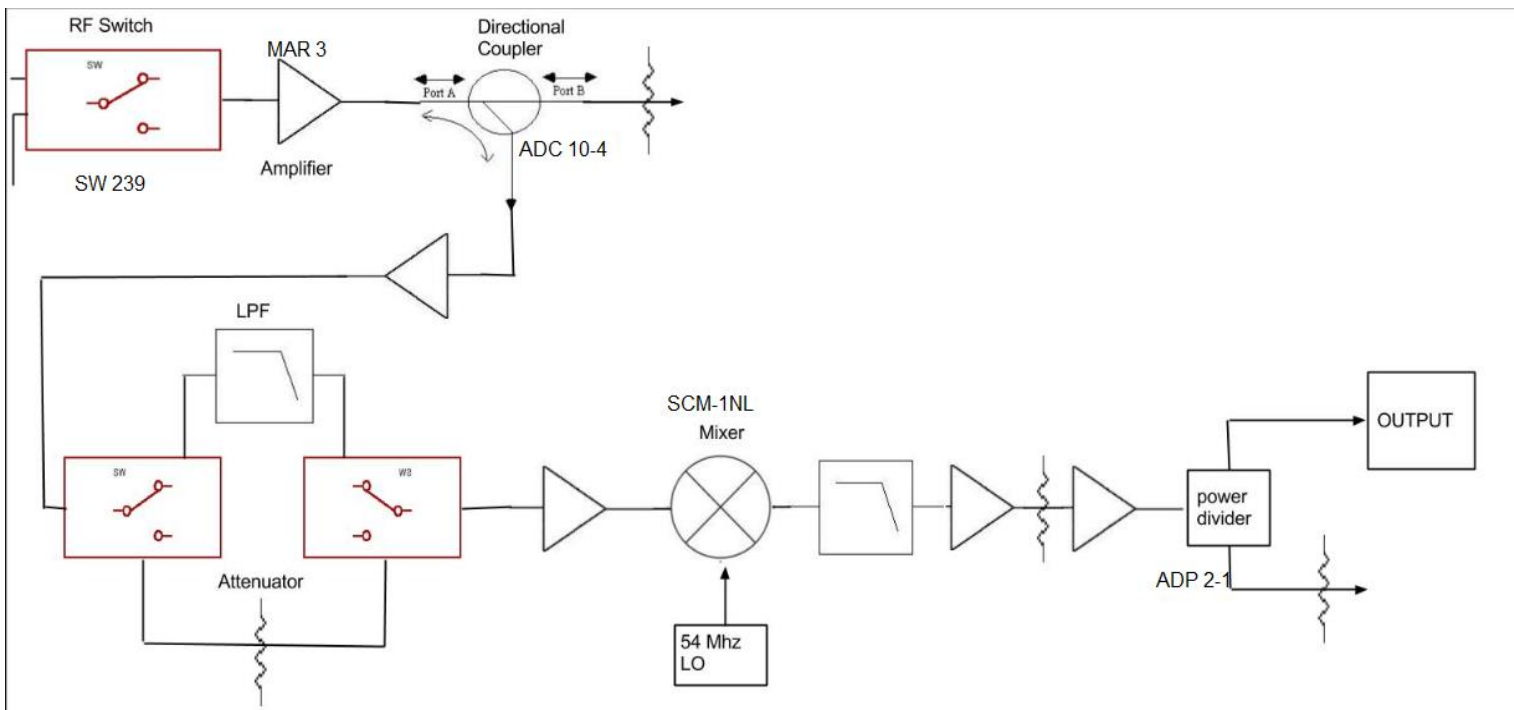 RF Switch
SW
SW 239
MAR 3
Amplifier
Directional
Coupler
Port A
Port B
ADC 10-4
LPF
SW
SW
Attenuator
SCM-1NL
Mixer
54 Mhz
LO
power
divider
ADP 2-1
OUTPUT